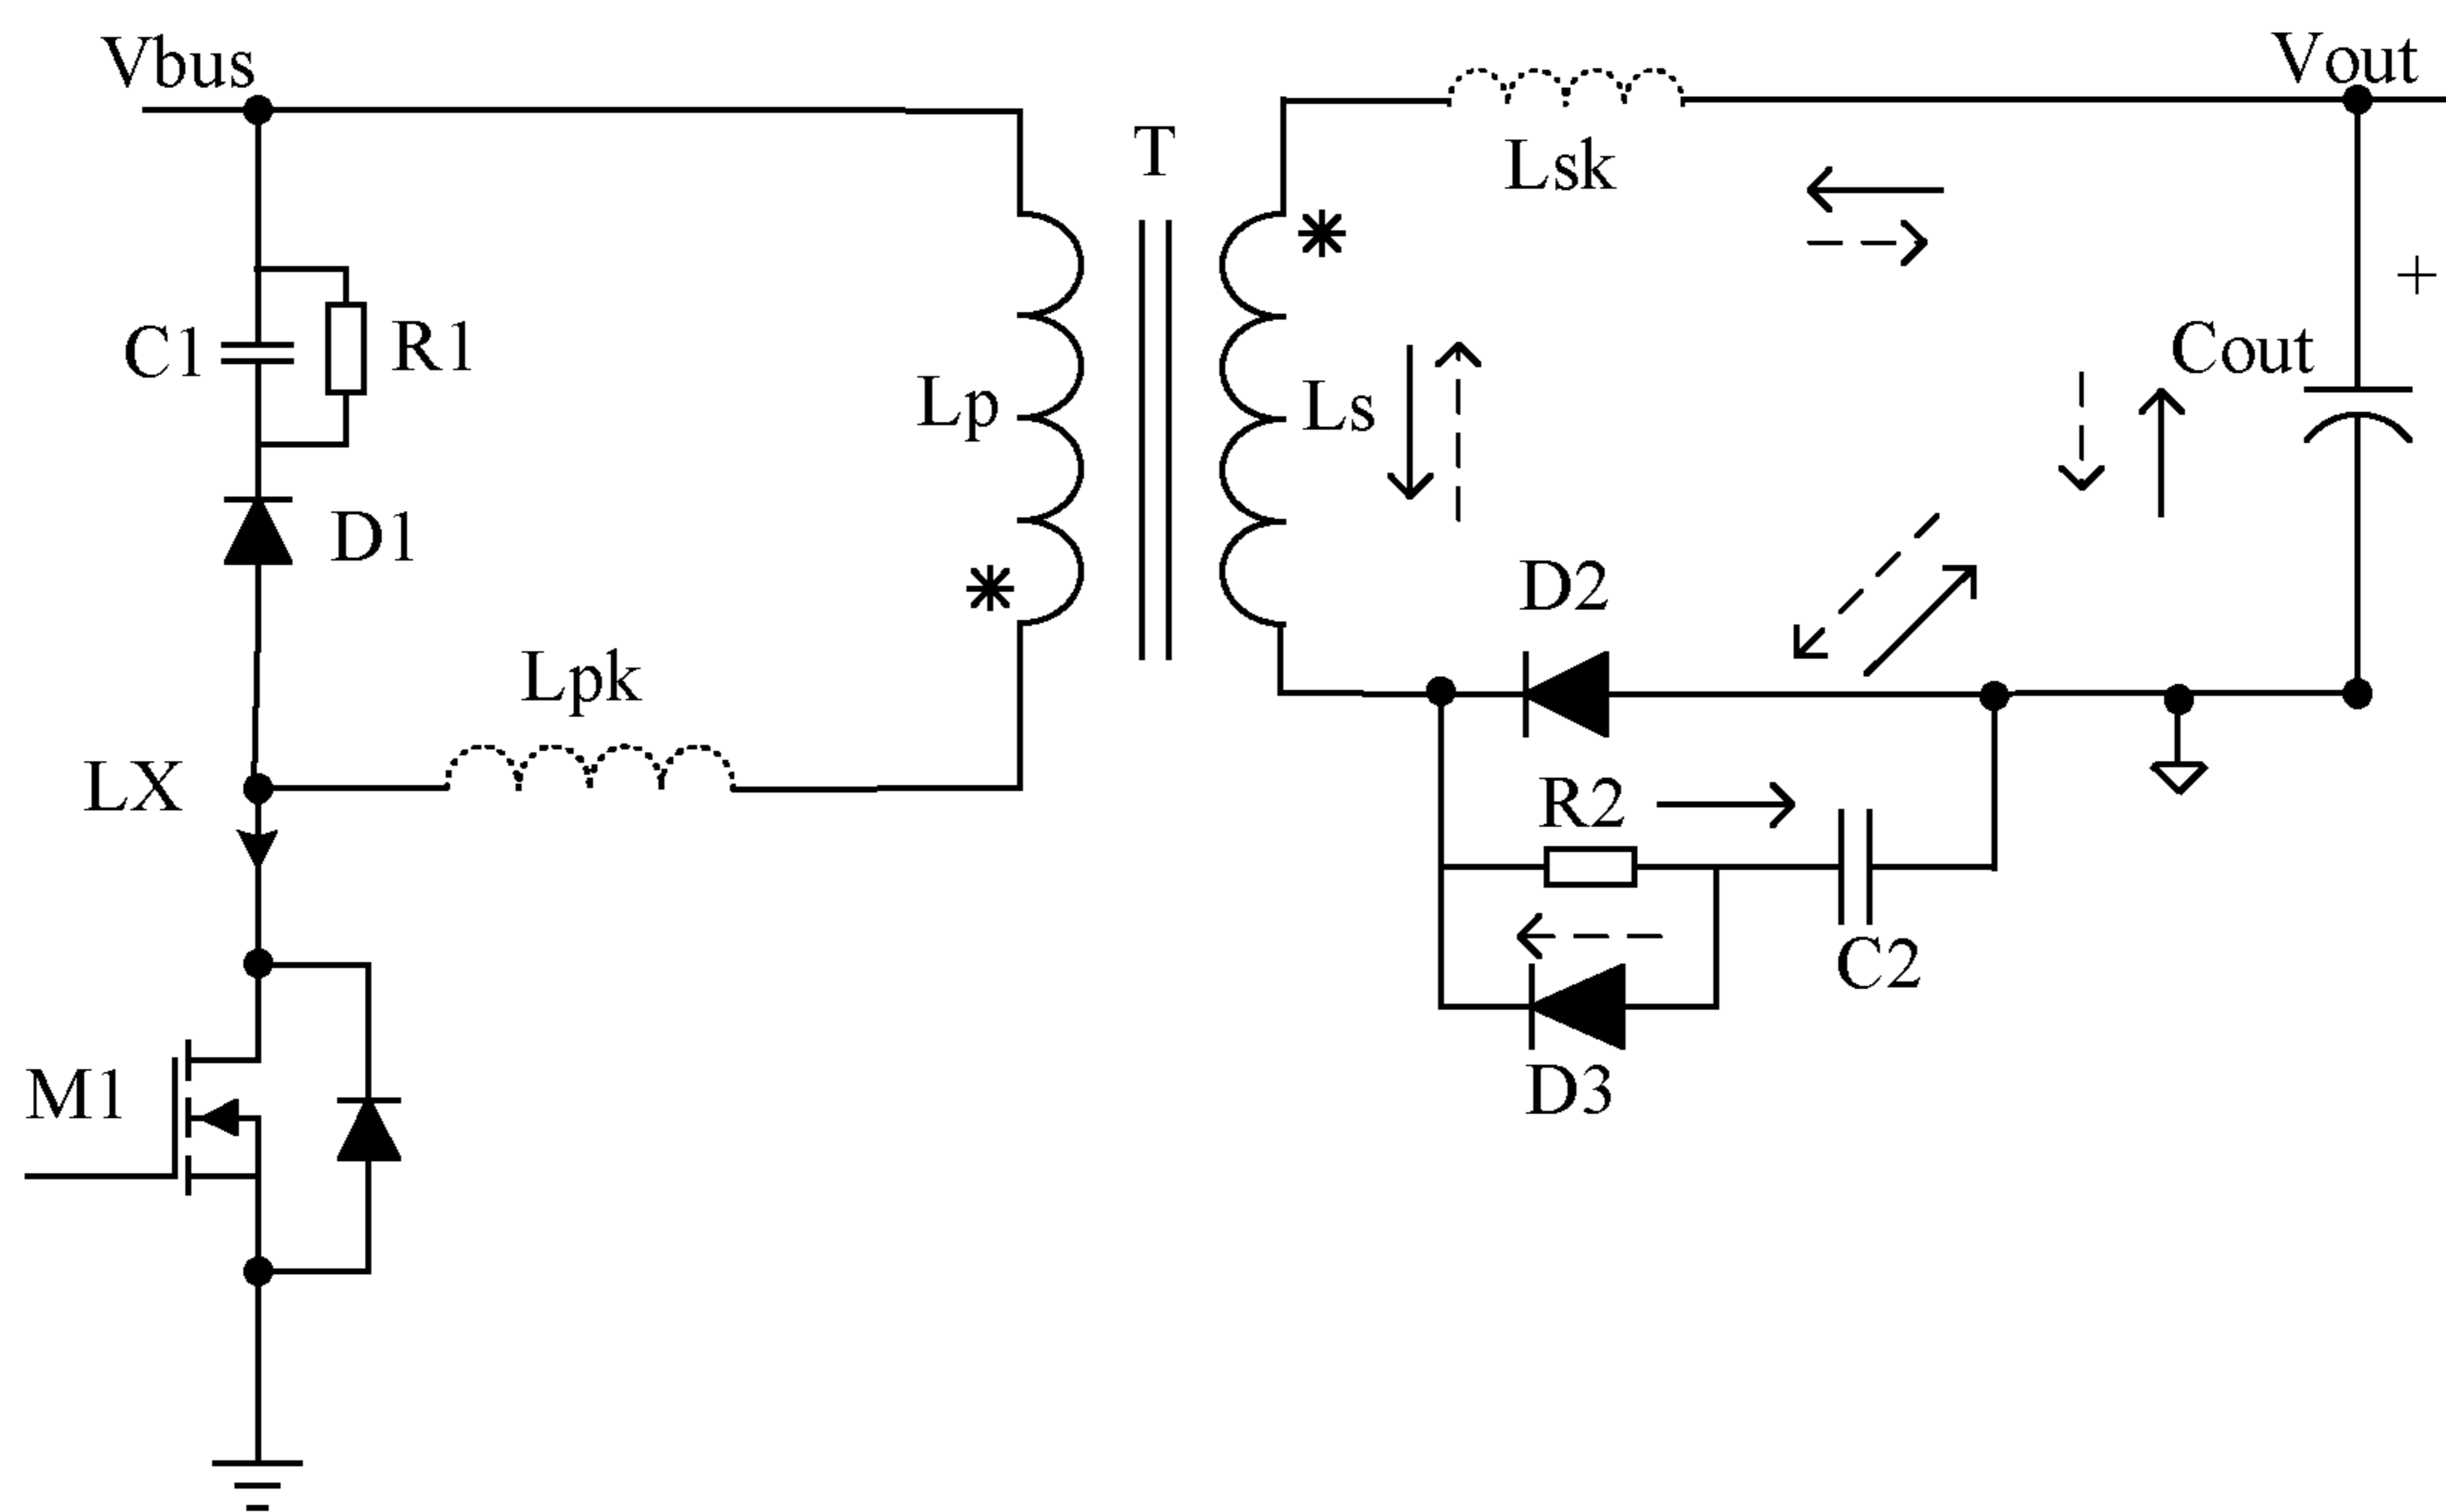 Vbus
Vout
T
Lsk
+
C1
R1
Cout
Lp
Ls
D1
D2
Lpk
LX
R2
C2
M1
D3